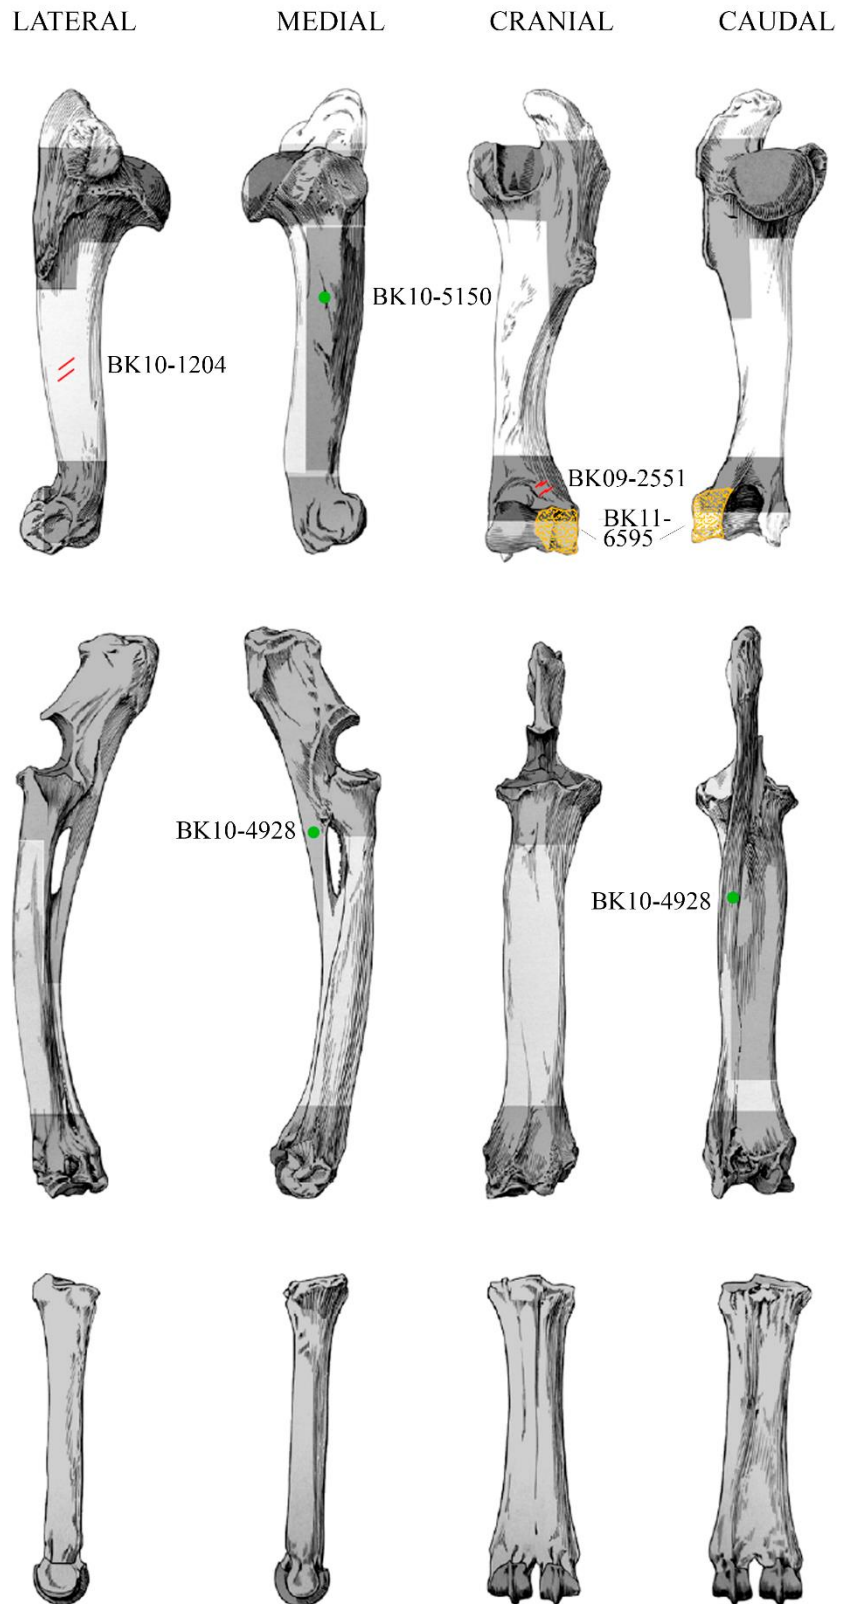 LATERAL MEDIAL CRANIAL CAUDAL
BK10-5150
BK10-1204
BK09-2551
BK11-
6595
BK10-4928
BK10-4928